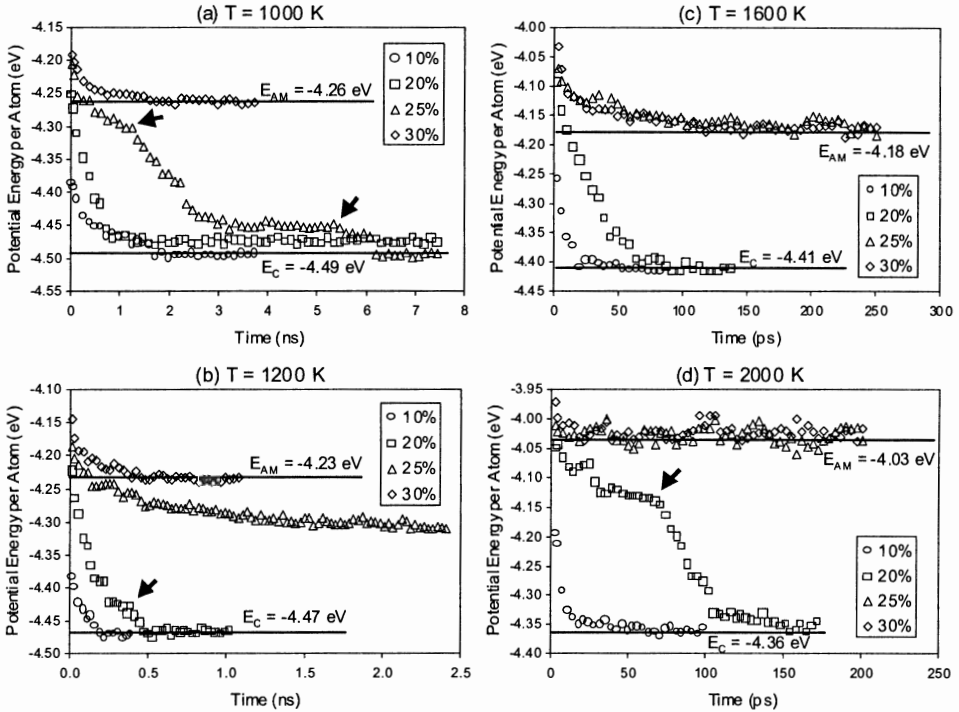 (a) T = 1000 K
Potential Energy per Atom (eV)
-4.15
-4.20
-4.25
-4.30
-4.35
-4.40
-4.45
-4.50
-4.55
10%
20%
25%
30%
E_AM = -4.26 eV
E_C = -4.49 eV
0 1 2 3 4 5 6 7 8
Time (ns)
(c) T = 1600 K
Potential Energy per Atom (eV)
-4.00
-4.05
-4.10
-4.15
-4.20
-4.25
-4.30
-4.35
-4.40
-4.45
E_AM = -4.18 eV
10%
20%
25%
30%
E_C = -4.41 eV
0 50 100 150 200 250 300
Time (ps)
(b) T = 1200 K
Potential Energy per Atom (eV)
-4.10
-4.15
-4.20
-4.25
-4.30
-4.35
-4.40
-4.45
-4.50
10%
20%
25%
30%
E_AM = -4.23 eV
E_C = -4.47 eV
0.0 0.5 1.0 1.5 2.0 2.5
Time (ns)
(d) T = 2000 K
Potential Energy per Atom (eV)
-3.95
-4.00
-4.05
-4.10
-4.15
-4.20
-4.25
-4.30
-4.35
-4.40
E_AM = -4.03 eV
10%
20%
25%
30%
E_C = -4.36 eV
0 50 100 150 200 250
Time (ps)